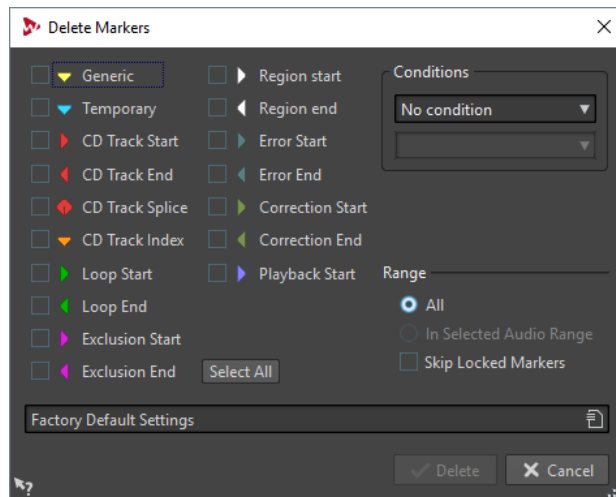 Delete Markers
Generic
Temporary
CD Track Start
CD Track End
CD Track Splice
CD Track Index
Loop Start
Loop End
Exclusion Start
Exclusion End
Region start
Region end
Error Start
Error End
Correction Start
Correction End
Playback Start
Select All
Conditions
No condition
Range
All
In Selected Audio Range
Skip Locked Markers
Factory Default Settings
Delete
Cancel
?